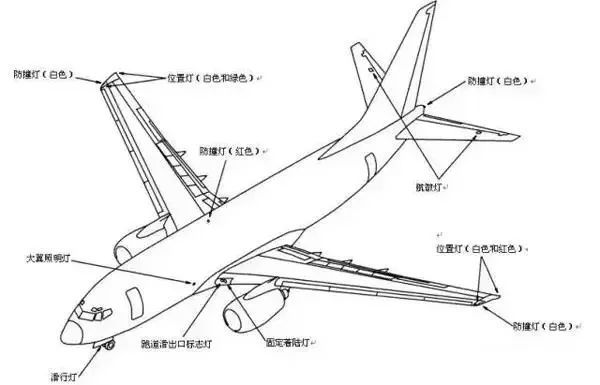 防撞灯(白色)
位置灯(白色和绿色)
防撞灯(白色)
防撞灯(红色)
航徽灯
位置灯(白色和红色)
大翼照明灯
防撞灯(白色)
跑道滑出口标志灯
固定着陆灯
滑行灯